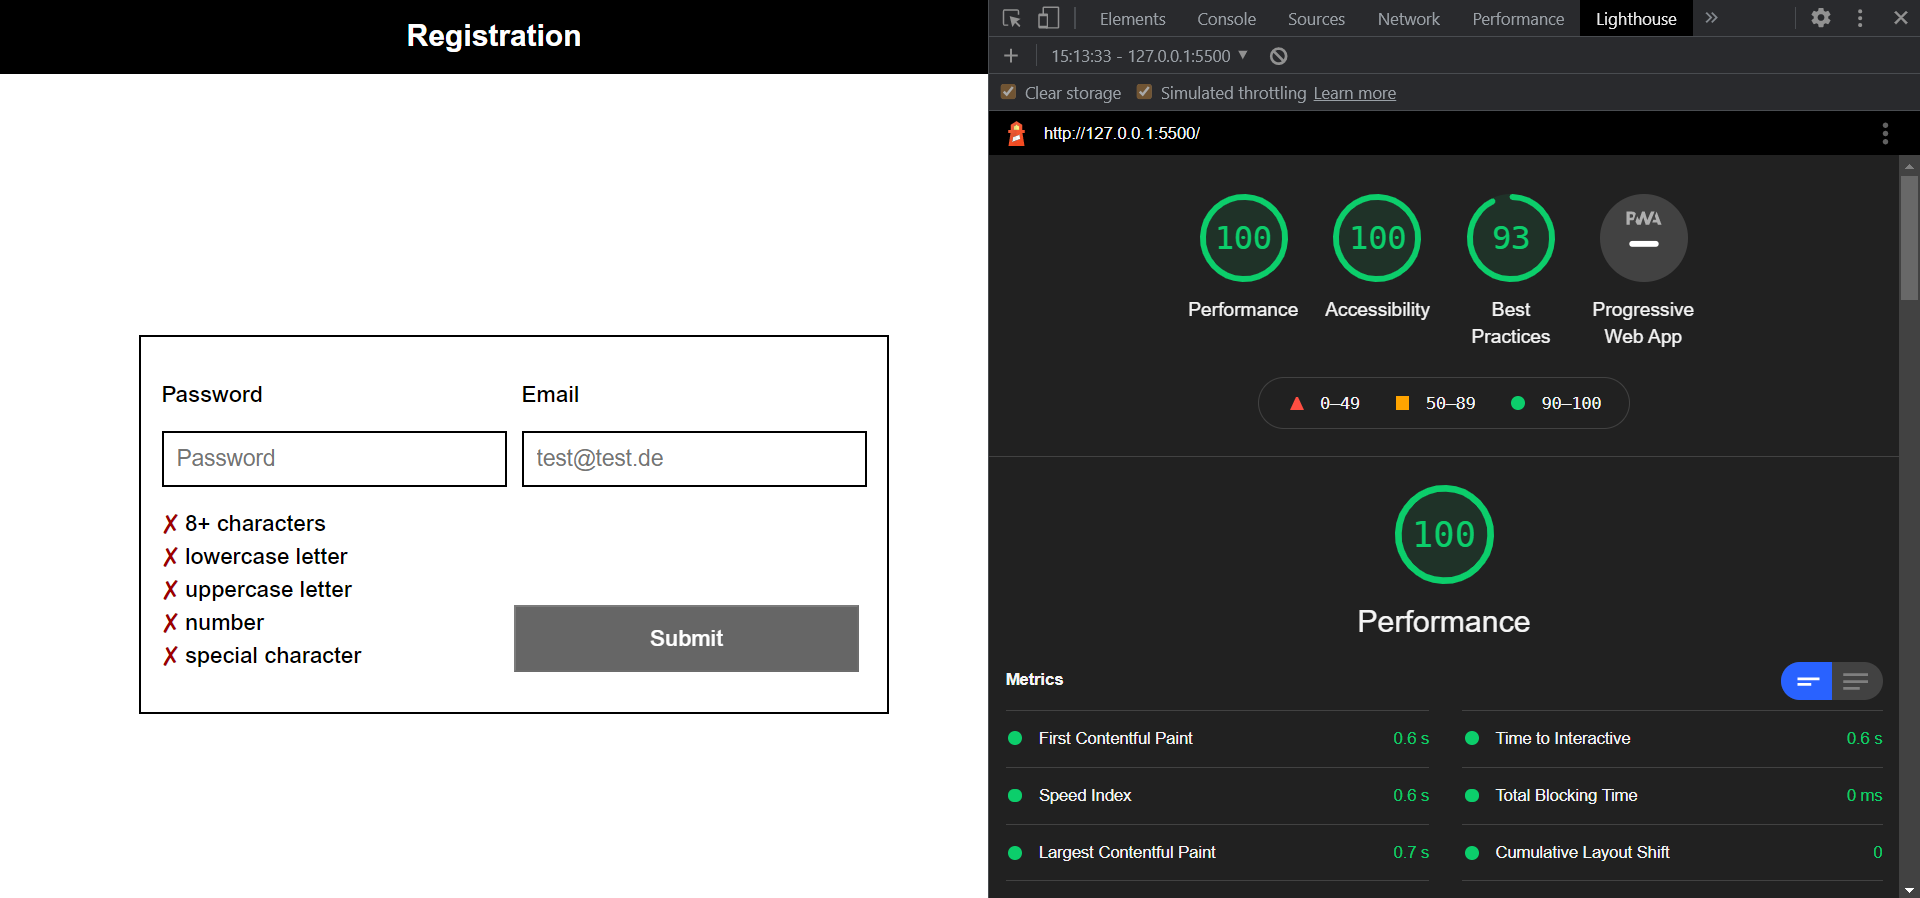 Registration
Password
Email
Password
test@test.de
✗ 8+ characters
✗ lowercase letter
✗ uppercase letter
✗ number
✗ special character
Submit
Elements Console Sources Network Performance Lighthouse
15:13:33 - 127.0.0.1:5500
Clear storage Simulated throttling Learn more
http://127.0.0.1:5500/
100 100 93 PWA
Performance Accessibility Best Practices Progressive Web App
0–49 50–89 90–100
100
Performance
Metrics
First Contentful Paint 0.6 s
Time to Interactive 0.6 s
Speed Index 0.6 s
Total Blocking Time 0 ms
Largest Contentful Paint 0.7 s
Cumulative Layout Shift 0